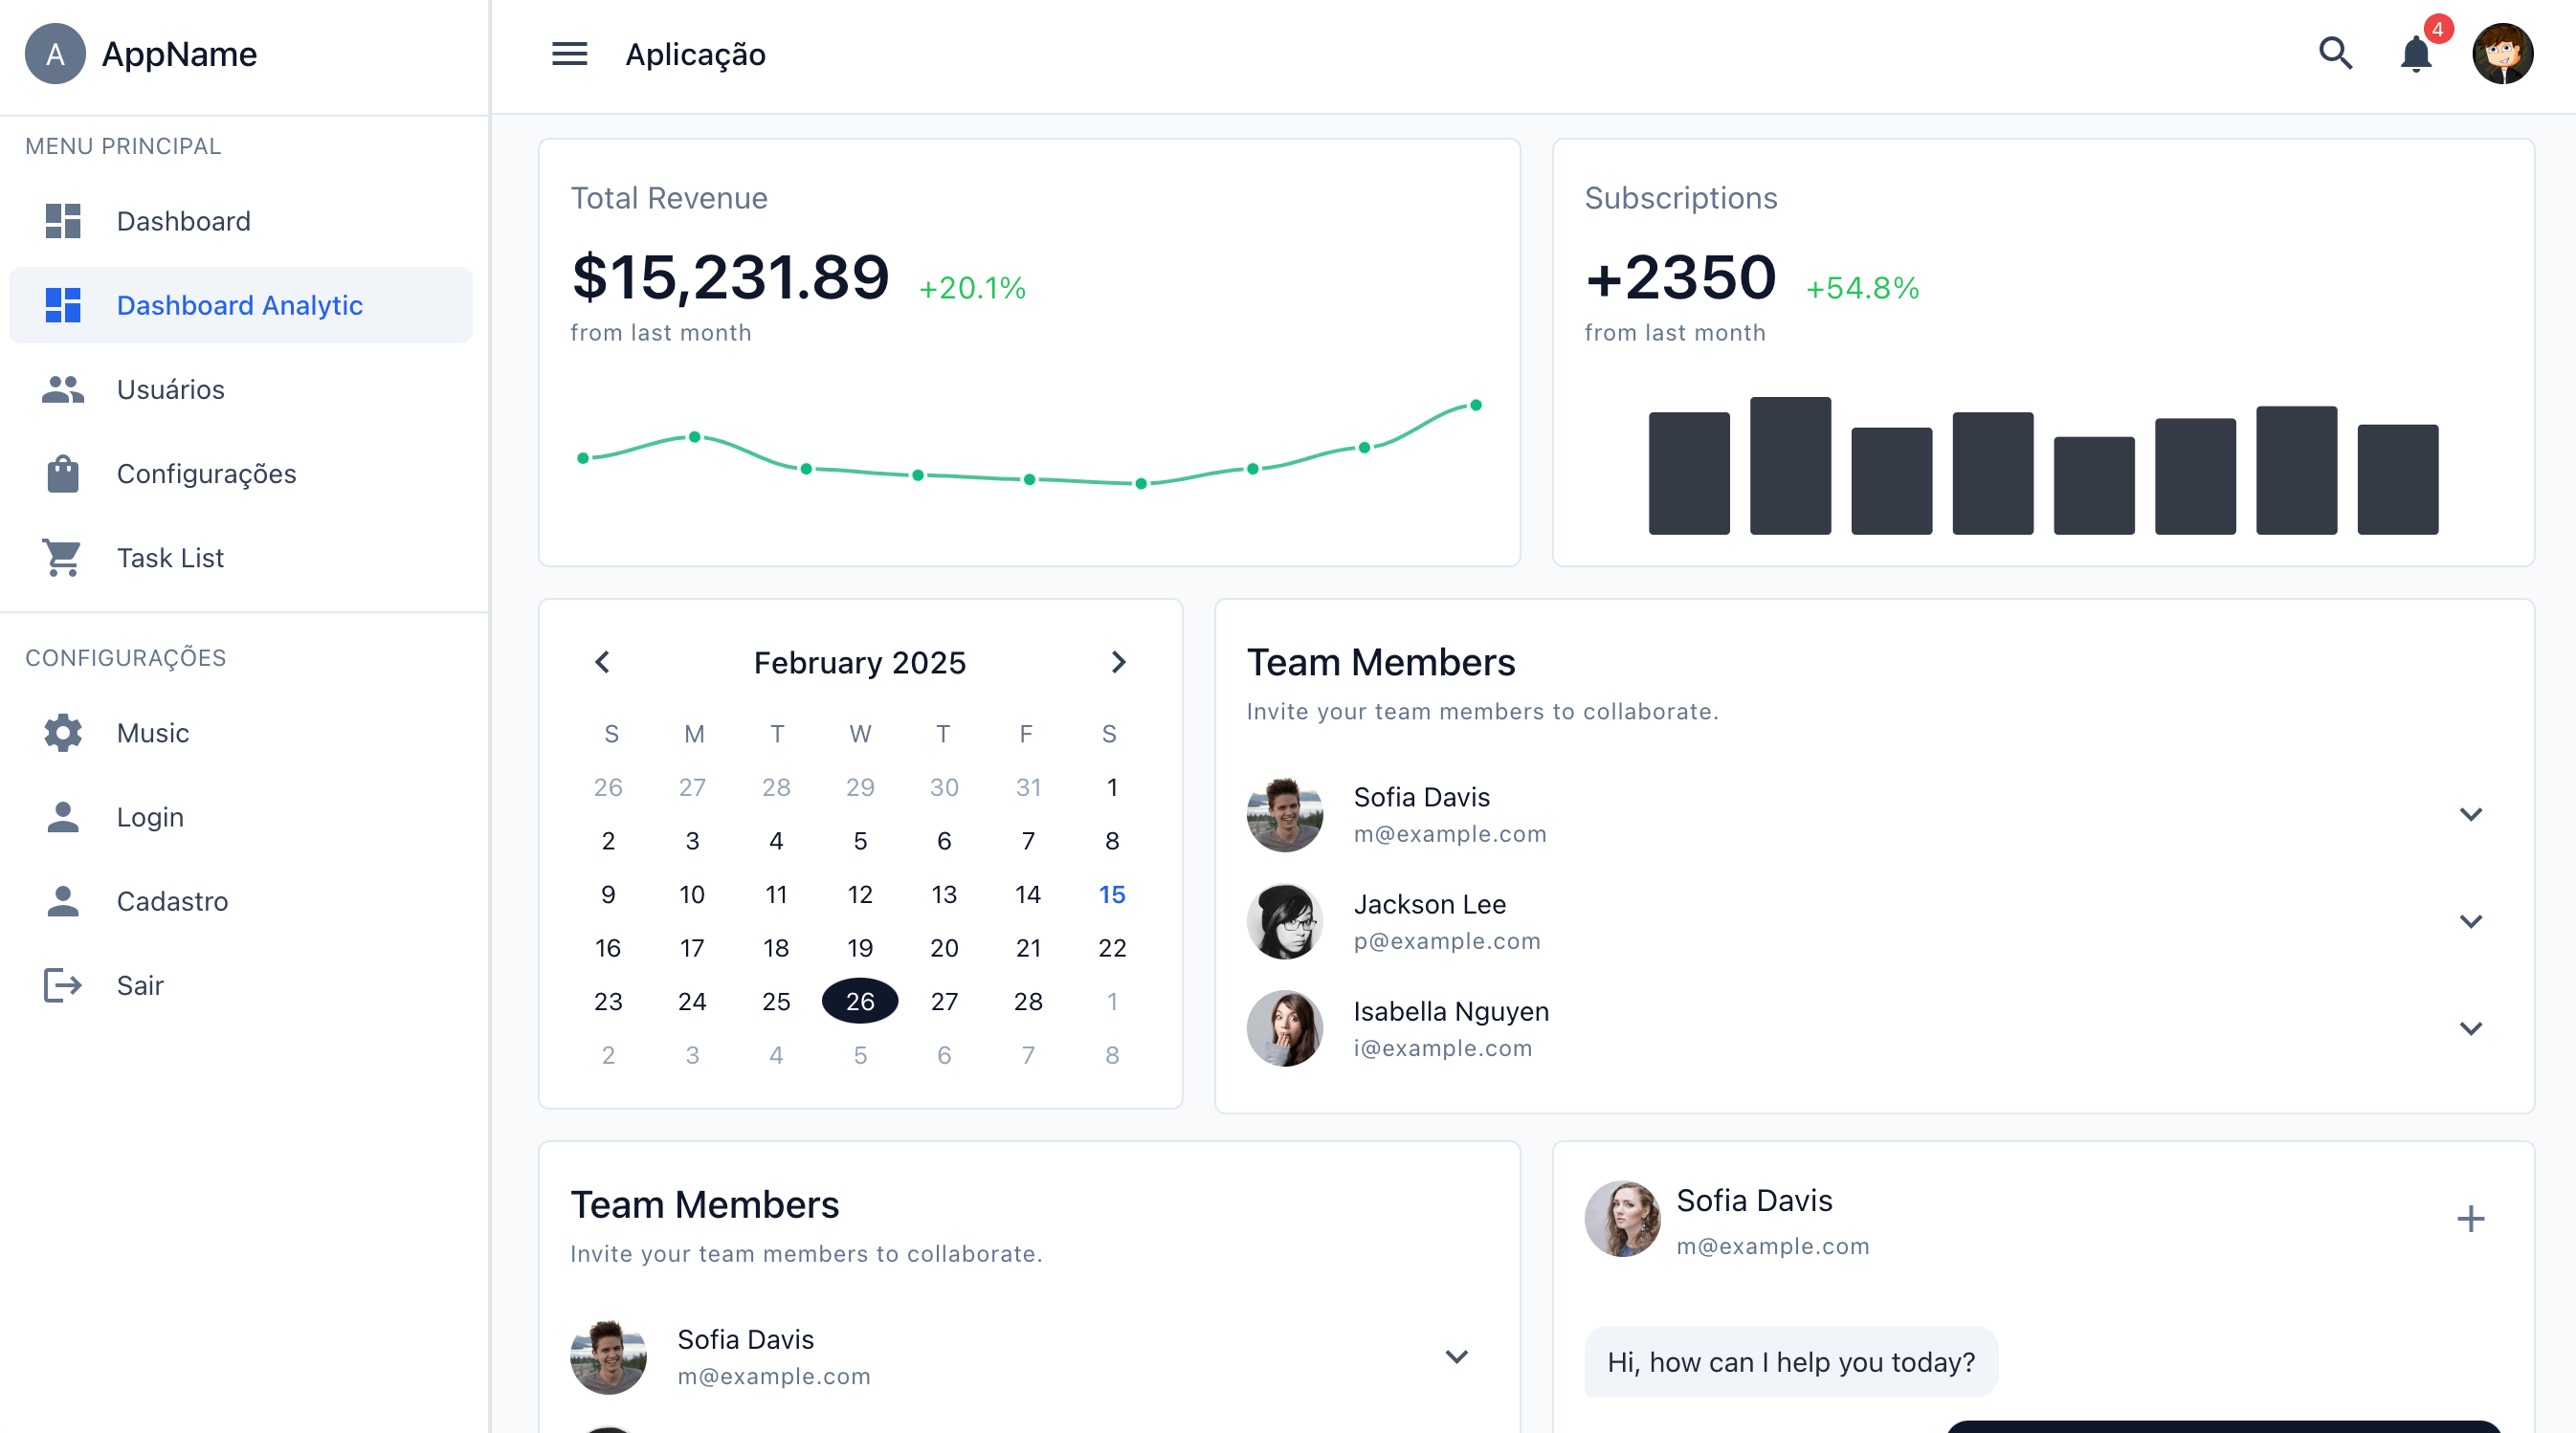 A AppName
MENU PRINCIPAL
Dashboard
Dashboard Analytic
Usuários
Configurações
Task List
CONFIGURAÇÕES
Music
Login
Cadastro
Sair
Aplicação
4
Total Revenue
$15,231.89 +20.1%
from last month
Subscriptions
+2350 +54.8%
from last month
February 2025
S M T W T F S
26 27 28 29 30 31 1
2 3 4 5 6 7 8
9 10 11 12 13 14 15
16 17 18 19 20 21 22
23 24 25 26 27 28 1
2 3 4 5 6 7 8
Team Members
Invite your team members to collaborate.
Sofia Davis
m@example.com
Jackson Lee
p@example.com
Isabella Nguyen
i@example.com
Team Members
Invite your team members to collaborate.
Sofia Davis
m@example.com
Sofia Davis
m@example.com
Hi, how can I help you today?